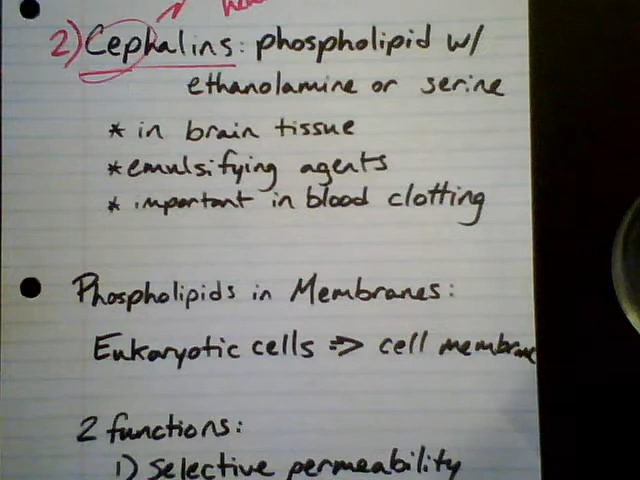 2) Cephalins: phospholipid w/
ethanolamine or serine
* in brain tissue
* emulsifying agents
* important in blood clotting
Phospholipids in Membranes:
Eukaryotic cells => cell membrane
2 functions:
1) Selective permeability